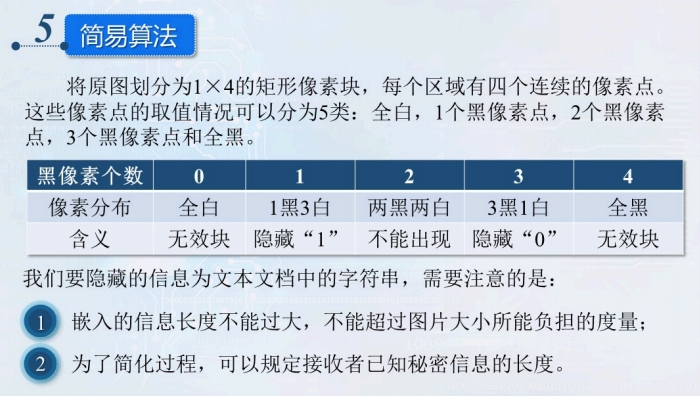 5 简易算法
将原图划分为1×4的矩形像素块，每个区域有四个连续的像素点。
这些像素点的取值情况可以分为5类：全白，1个黑像素点，2个黑像素
点，3个黑像素点和全黑。
黑像素个数 0 1 2 3 4
像素分布 全白 1黑3白 两黑两白 3黑1白 全黑
含义 无效块 隐藏“1” 不能出现 隐藏“0” 无效块
我们要隐藏的信息为文本文档中的字符串，需要注意的是：
1 嵌入的信息长度不能过大，不能超过图片大小所能负担的度量；
2 为了简化过程，可以规定接收者已知秘密信息的长度。